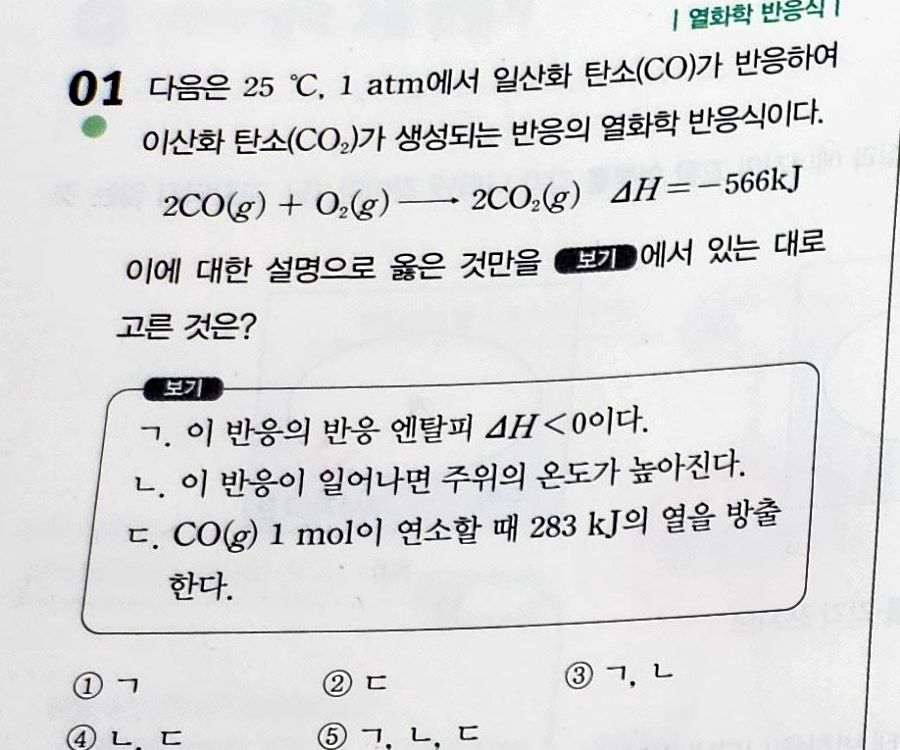 | 열화학 반응식 |
01 다음은 25 ℃, 1 atm에서 일산화 탄소(CO)가 반응하여
이산화 탄소(CO₂)가 생성되는 반응의 열화학 반응식이다.
2CO(g) + O₂(g) ⟶ 2CO₂(g) ΔH=−566kJ
이에 대한 설명으로 옳은 것만을 보기 에서 있는 대로
고른 것은?
보기
ㄱ. 이 반응의 반응 엔탈피 ΔH<0이다.
ㄴ. 이 반응이 일어나면 주위의 온도가 높아진다.
ㄷ. CO(g) 1 mol이 연소할 때 283 kJ의 열을 방출
한다.
① ㄱ ② ㄷ ③ ㄱ, ㄴ
④ ㄴ, ㄷ ⑤ ㄱ, ㄴ, ㄷ